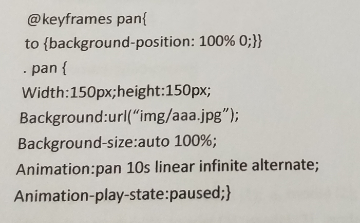 @keyframes pan{
to {background-position: 100% 0;}}
. pan {
Width:150px;height:150px;
Background:url(“img/aaa.jpg”);
Background-size:auto 100%;
Animation:pan 10s linear infinite alternate;
Animation-play-state:paused;}